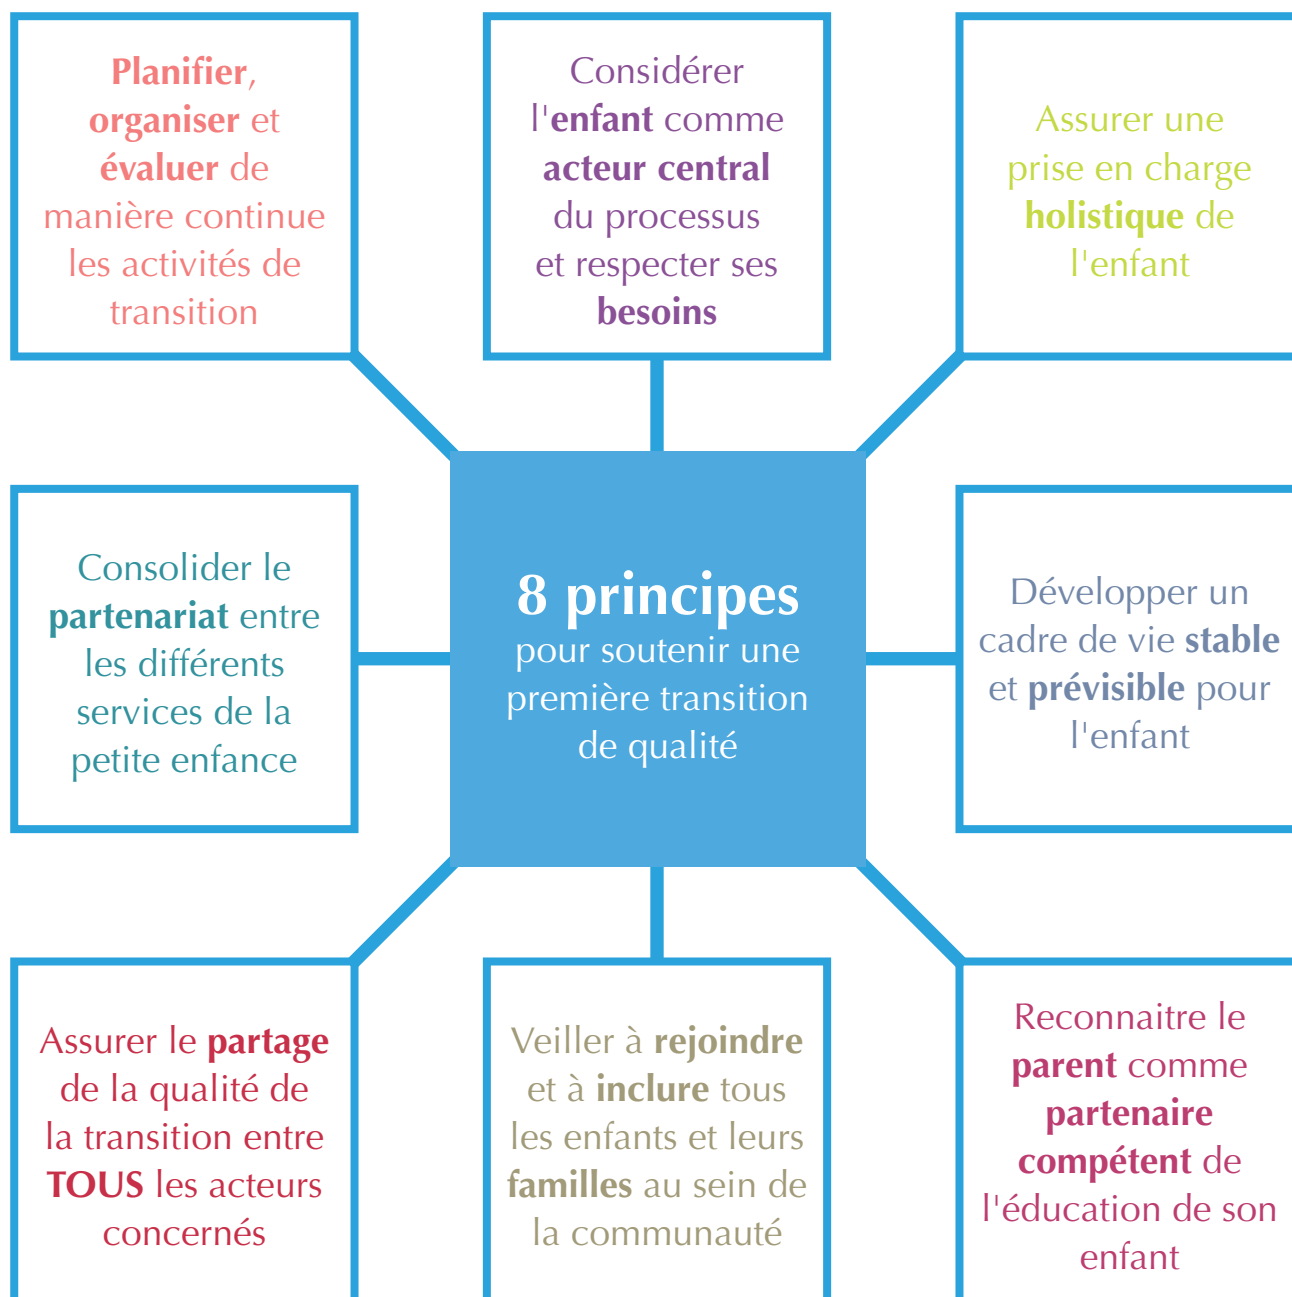 Planifier,
organiser et
évaluer de
manière continue
les activités de
transition
Considérer
l'enfant comme
acteur central
du processus
et respecter ses
besoins
Assurer une
prise en charge
holistique de
l'enfant
Consolider le
partenariat entre
les différents
services de la
petite enfance
8 principes
pour soutenir une
première transition
de qualité
Développer un
cadre de vie stable
et prévisible pour
l'enfant
Assurer le partage
de la qualité de
la transition entre
TOUS les acteurs
concernés
Veiller à rejoindre
et à inclure tous
les enfants et leurs
familles au sein de
la communauté
Reconnaitre le
parent comme
partenaire
compétent de
l'éducation de son
enfant